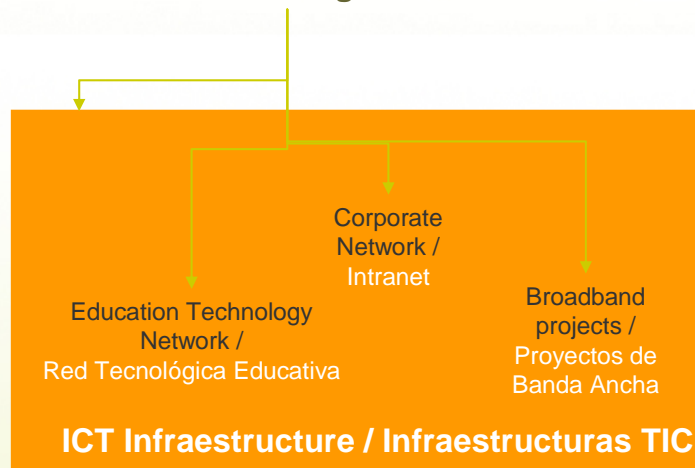 Corporate
Network /
Intranet
Education Technology
Network /
Red Tecnológica Educativa
Broadband
projects /
Proyectos de
Banda Ancha
ICT Infraestructure / Infraestructuras TIC